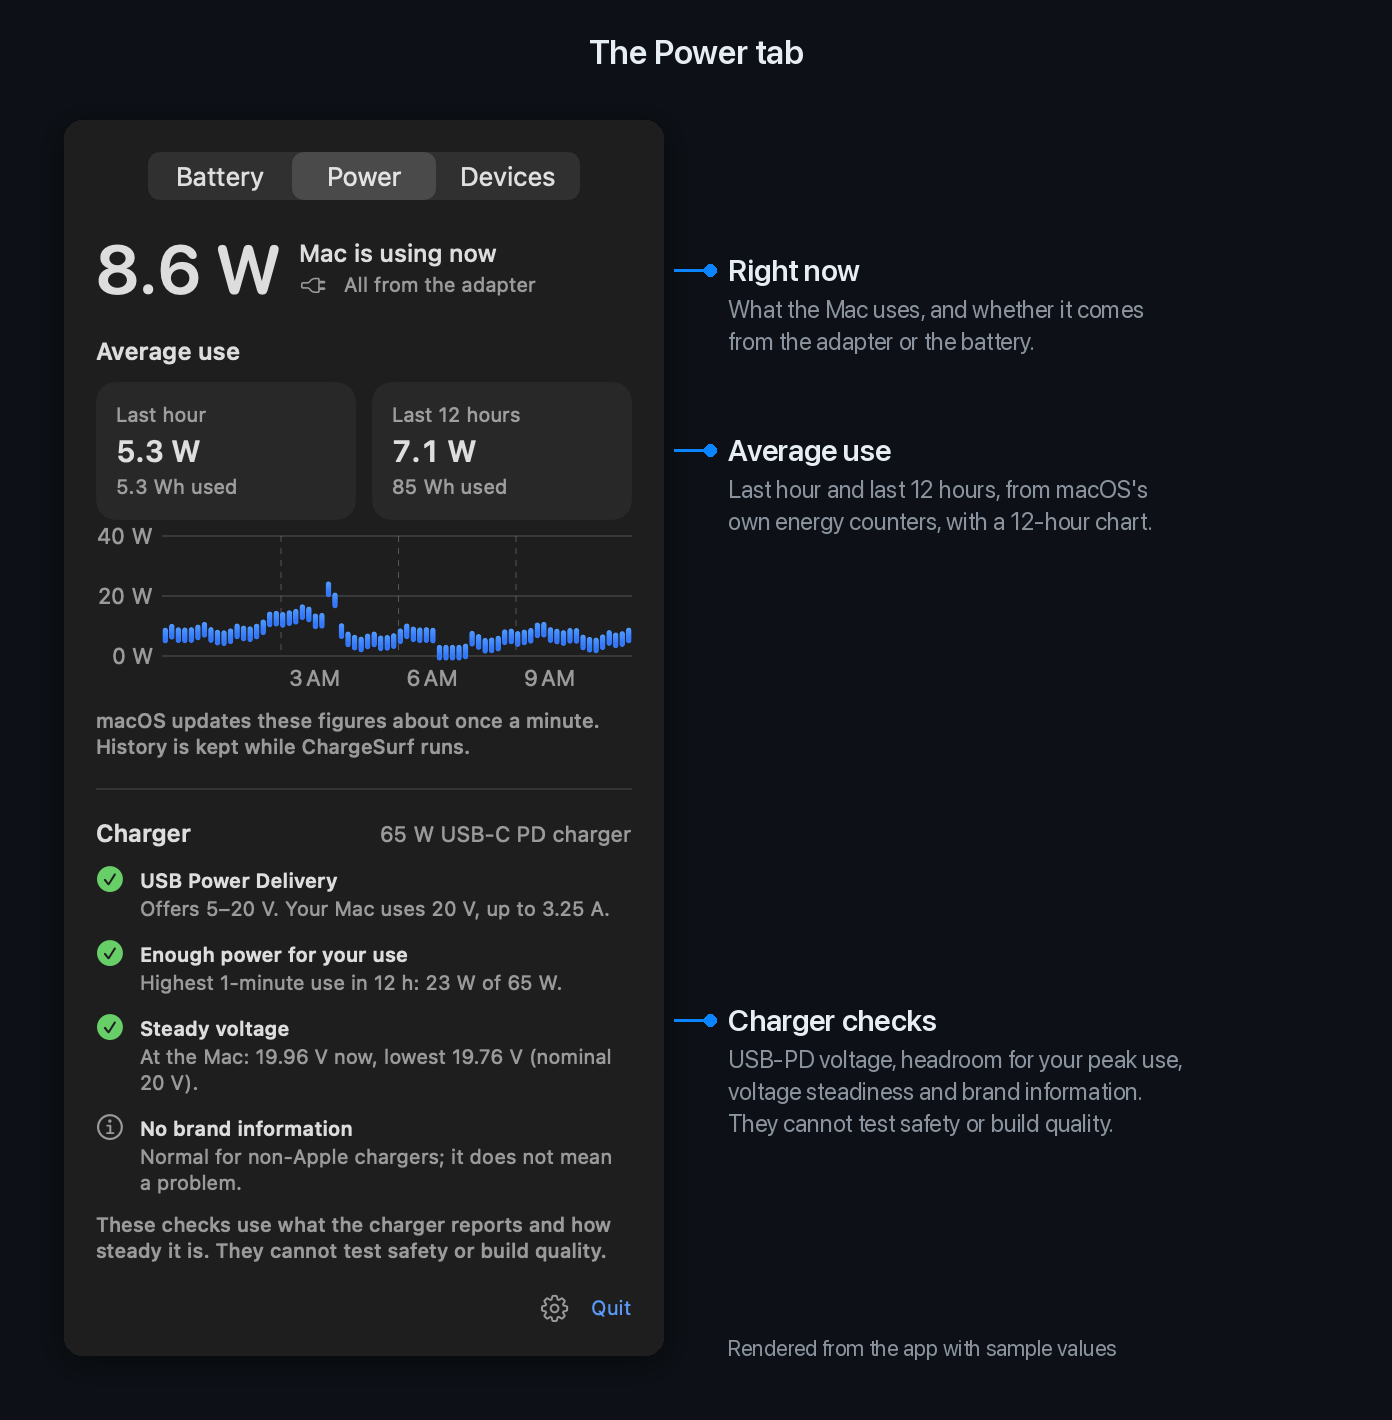 The Power tab
Battery Power Devices
8.6 W
Mac is using now
All from the adapter
Right now
What the Mac uses, and whether it comes
from the adapter or the battery.
Average use
Last hour
5.3 W
5.3 Wh used
Last 12 hours
7.1 W
85 Wh used
Average use
Last hour and last 12 hours, from macOS's
own energy counters, with a 12-hour chart.
40 W
20 W
0 W
3 AM 6 AM 9 AM
macOS updates these figures about once a minute.
History is kept while ChargeSurf runs.
Charger
65 W USB-C PD charger
USB Power Delivery
Offers 5–20 V. Your Mac uses 20 V, up to 3.25 A.
Enough power for your use
Highest 1-minute use in 12 h: 23 W of 65 W.
Steady voltage
At the Mac: 19.96 V now, lowest 19.76 V (nominal
20 V).
No brand information
Normal for non-Apple chargers; it does not mean
a problem.
These checks use what the charger reports and how
steady it is. They cannot test safety or build quality.
Charger checks
USB-PD voltage, headroom for your peak use,
voltage steadiness and brand information.
They cannot test safety or build quality.
Quit
Rendered from the app with sample values